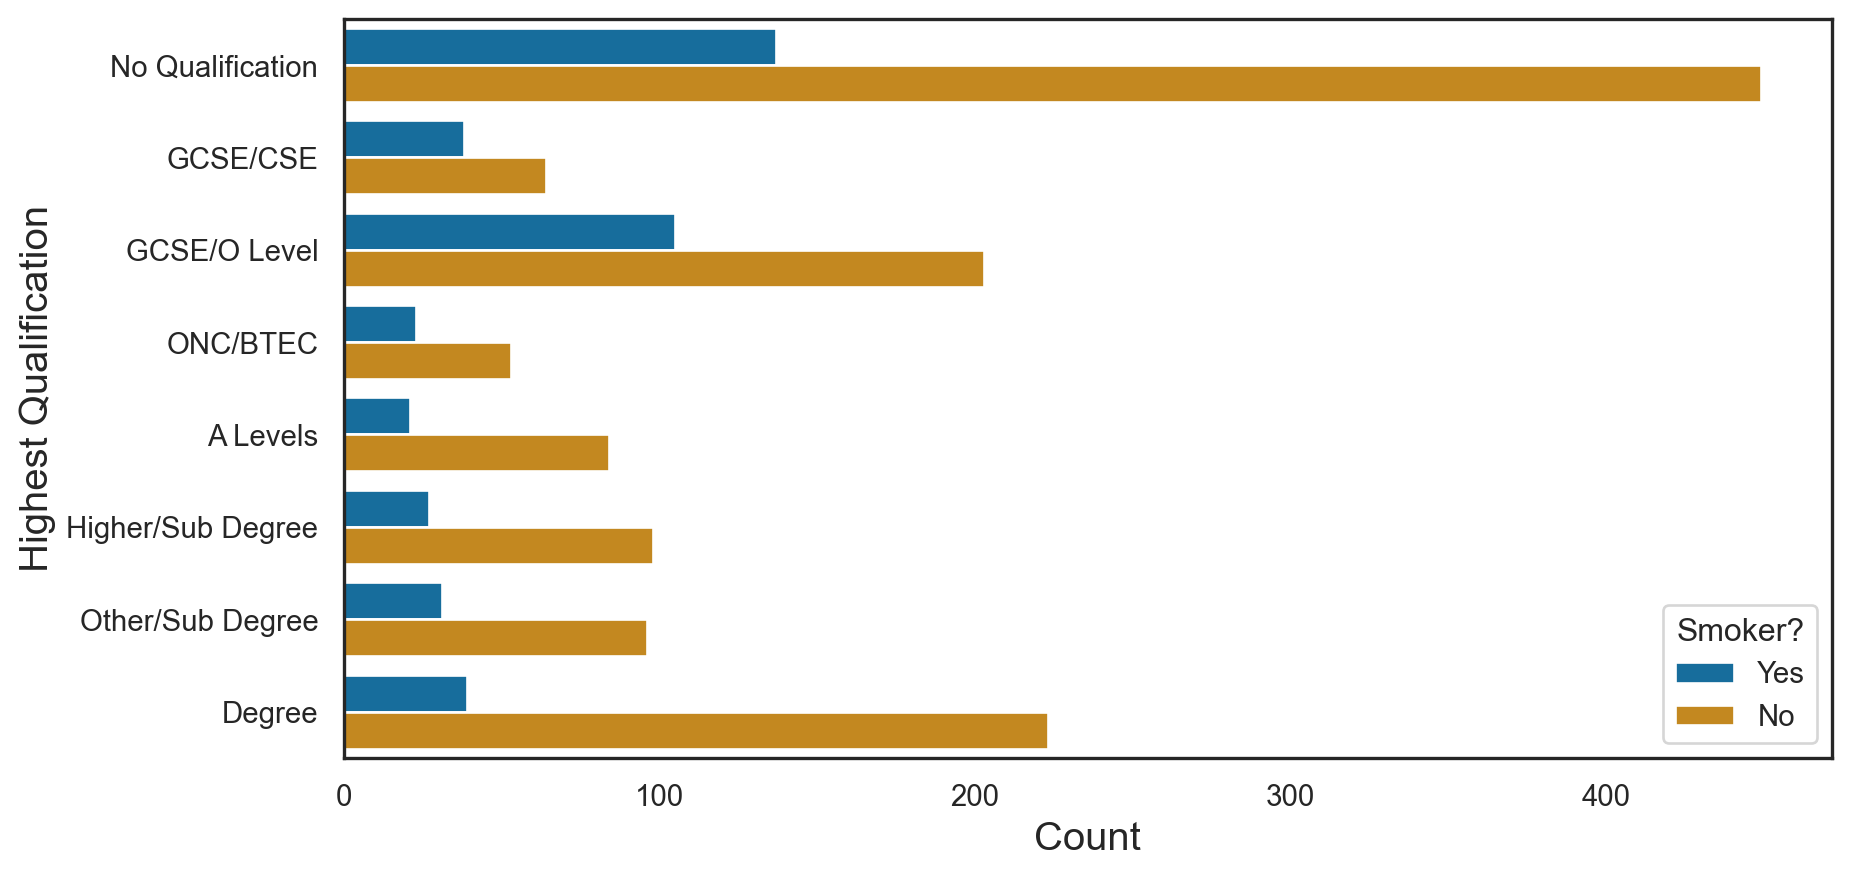 Highest Qualification
No Qualification
GCSE/CSE
GCSE/O Level
ONC/BTEC
A Levels
Higher/Sub Degree
Other/Sub Degree
Degree
Smoker?
Yes
No
0 100 200 300 400
Count